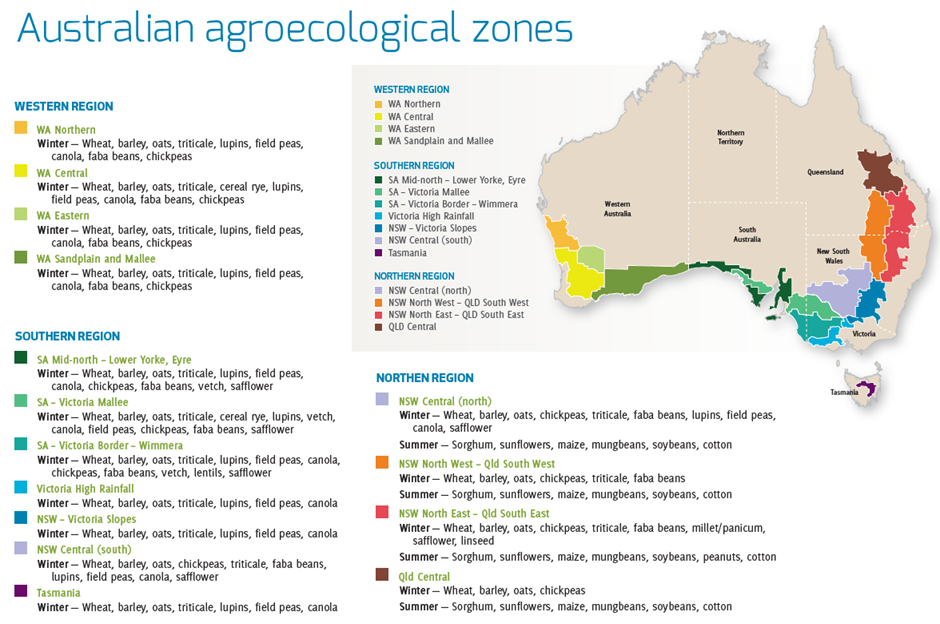 Australian agroecological zones
WESTERN REGION
WA Northern
Winter – Wheat, barley, oats, triticale, lupins, field peas,
canola, faba beans, chickpeas
WA Central
Winter – Wheat, barley, oats, triticale, cereal rye, lupins,
field peas, canola, faba beans, chickpeas
WA Eastern
Winter – Wheat, barley, oats, triticale, lupins, field peas,
canola, faba beans, chickpeas
WA Sandplain and Mallee
Winter – Wheat, barley, oats, triticale, lupins, field peas,
canola, faba beans, chickpeas
SOUTHERN REGION
SA Mid-north – Lower Yorke, Eyre
Winter – Wheat, barley, oats, triticale, lupins, field peas,
canola, chickpeas, faba beans, vetch, safflower
SA – Victoria Mallee
Winter – Wheat, barley, oats, triticale, cereal rye, lupins, vetch,
canola, field peas, chickpeas, faba beans, safflower
SA – Victoria Border – Wimmera
Winter – Wheat, barley, oats, triticale, lupins, field peas, canola,
chickpeas, faba beans, vetch, lentils, safflower
Victoria High Rainfall
Winter – Wheat, barley, oats, triticale, lupins, field peas, canola
NSW – Victoria Slopes
Winter – Wheat, barley, oats, triticale, lupins, field peas, canola
NSW Central (south)
Winter – Wheat, barley, oats, chickpeas, triticale, faba beans,
lupins, field peas, canola, safflower
Tasmania
Winter – Wheat, barley, oats, triticale, lupins, field peas, canola
WESTERN REGION
WA Northern
WA Central
WA Eastern
WA Sandplain and Mallee
SOUTHERN REGION
SA Mid-north – Lower Yorke, Eyre
SA – Victoria Mallee
SA – Victoria Border – Wimmera
Victoria High Rainfall
NSW – Victoria Slopes
NSW Central (south)
Tasmania
NORTHERN REGION
NSW Central (north)
NSW North West – QLD South West
NSW North East – QLD South East
QLD Central
Northern
Territory
Queensland
Western
Australia
South
Australia
New South
Wales
Victoria
Tasmania
NORTHEN REGION
NSW Central (north)
Winter – Wheat, barley, oats, chickpeas, triticale, faba beans, lupins, field peas,
canola, safflower
Summer – Sorghum, sunflowers, maize, mungbeans, soybeans, cotton
NSW North West – Qld South West
Winter – Wheat, barley, oats, chickpeas, triticale, faba beans
Summer – Sorghum, sunflowers, maize, mungbeans, soybeans, cotton
NSW North East – Qld South East
Winter – Wheat, barley, oats, chickpeas, triticale, faba beans, millet/panicum,
safflower, linseed
Summer – Sorghum, sunflowers, maize, mungbeans, soybeans, peanuts, cotton
Qld Central
Winter – Wheat, barley, oats, chickpeas
Summer – Sorghum, sunflowers, maize, mungbeans, soybeans, cotton